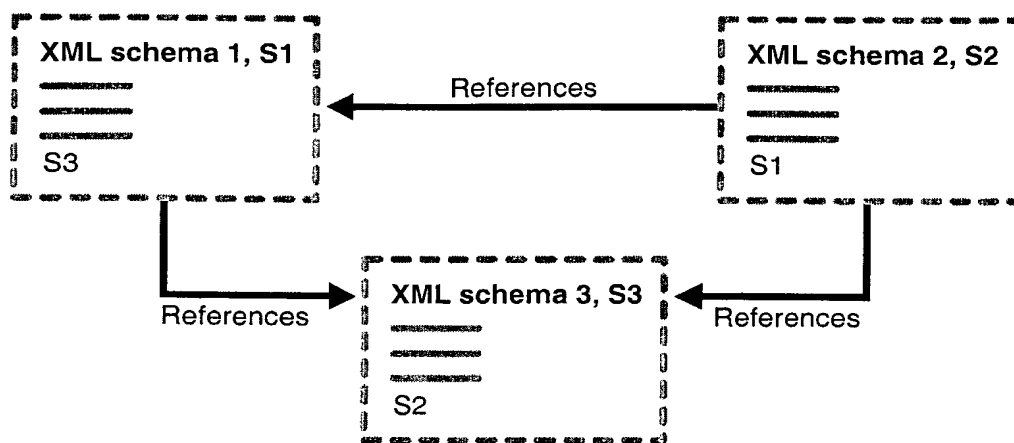 XML schema 1, S1
S3
References
XML schema 2, S2
S1
References
XML schema 3, S3
S2
References